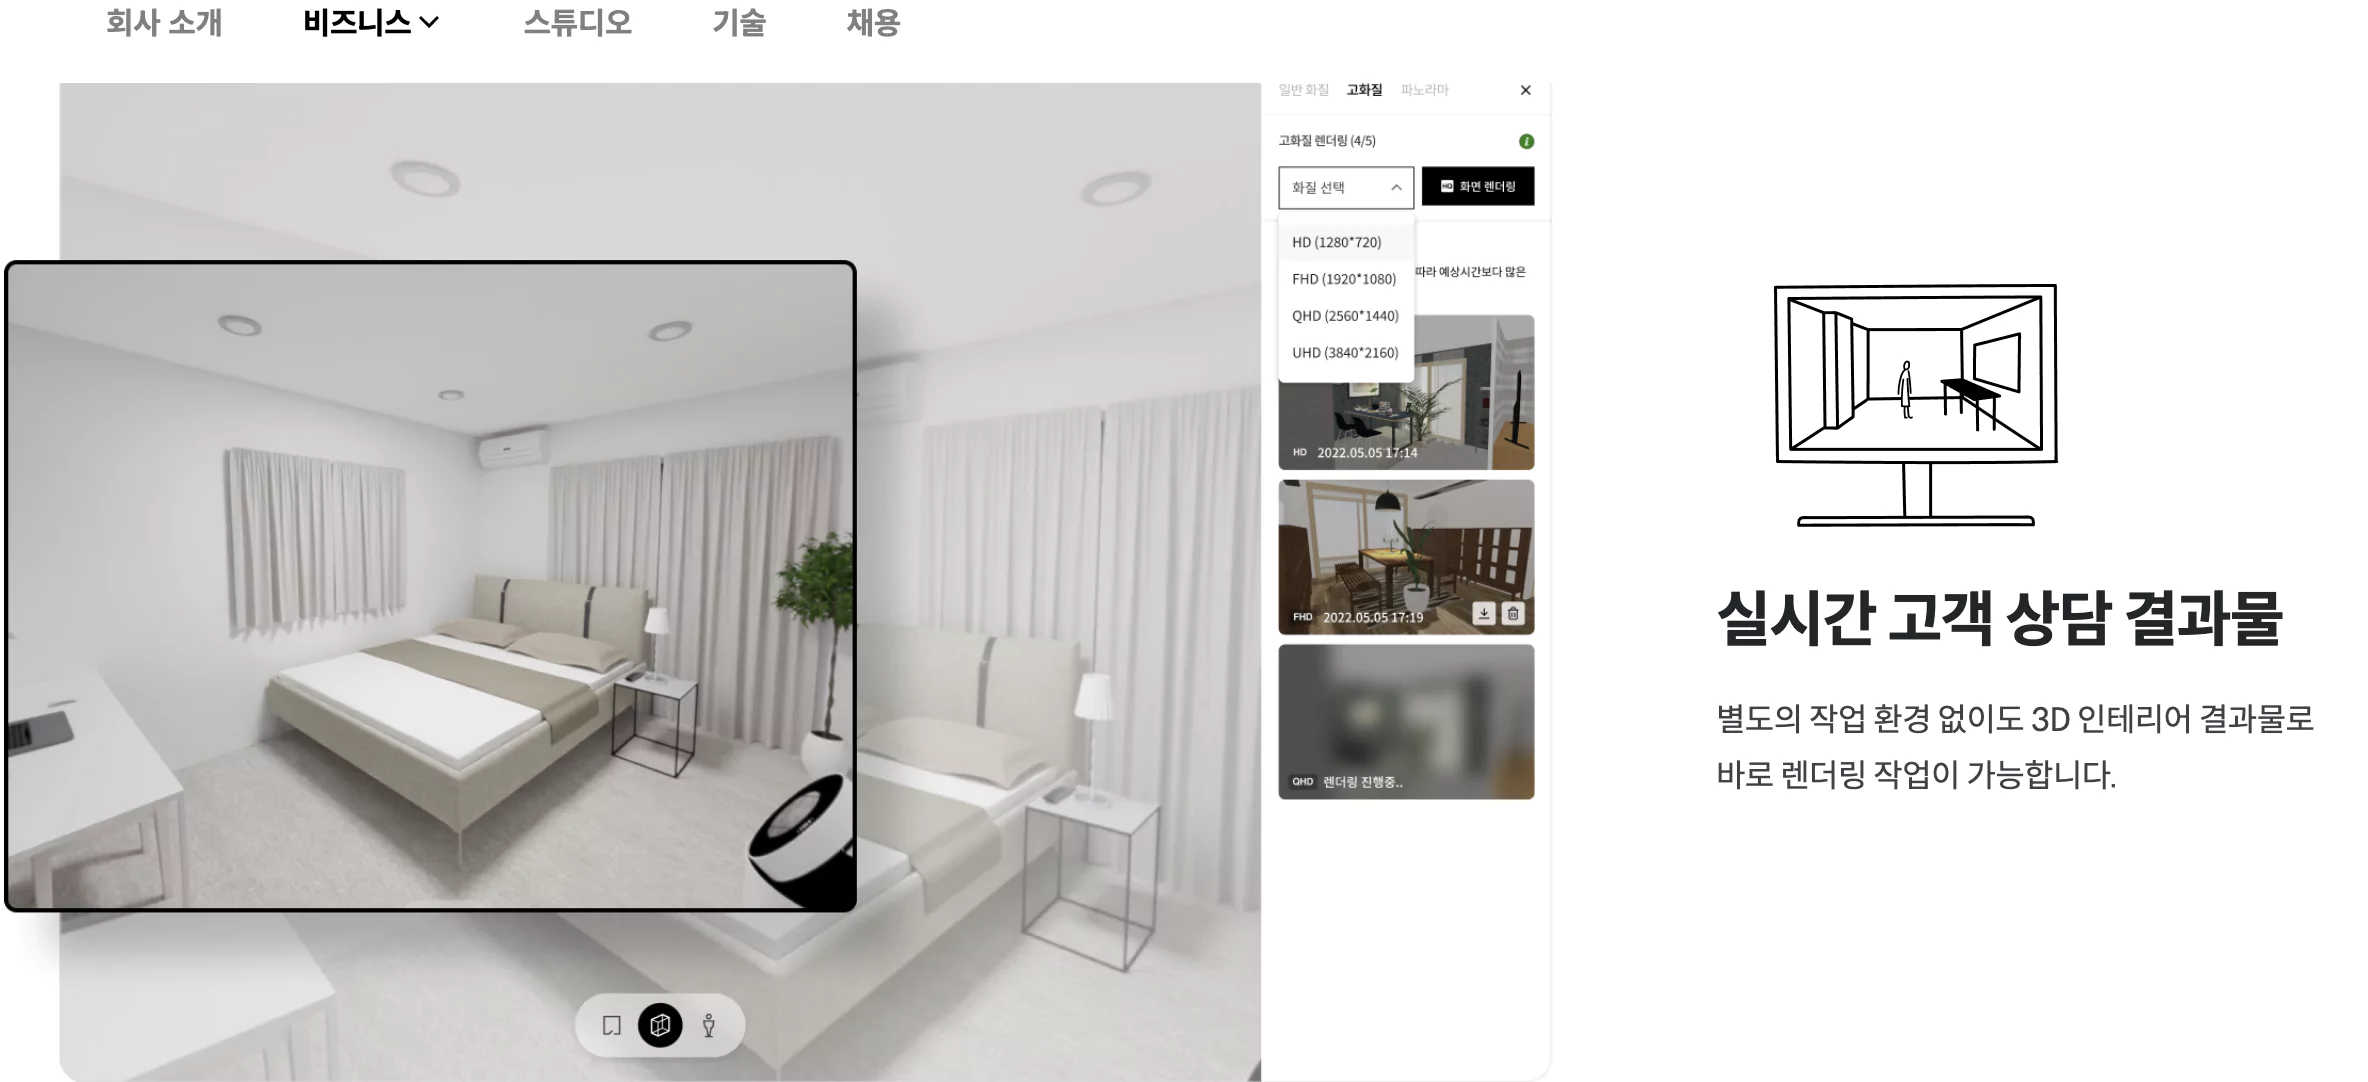 회사 소개
비즈니스
스튜디오
기술
채용
일반 화질
고화질
파노라마
고화질 렌더링 (4/5)
화질 선택
HQ 화면 렌더링
HD (1280*720)
FHD (1920*1080)
QHD (2560*1440)
UHD (3840*2160)
따라 예상시간보다 많은
HD 2022.05.05 17:14
FHD 2022.05.05 17:19
QHD 렌더링 진행중..
실시간 고객 상담 결과물
별도의 작업 환경 없이도 3D 인테리어 결과물로
바로 렌더링 작업이 가능합니다.